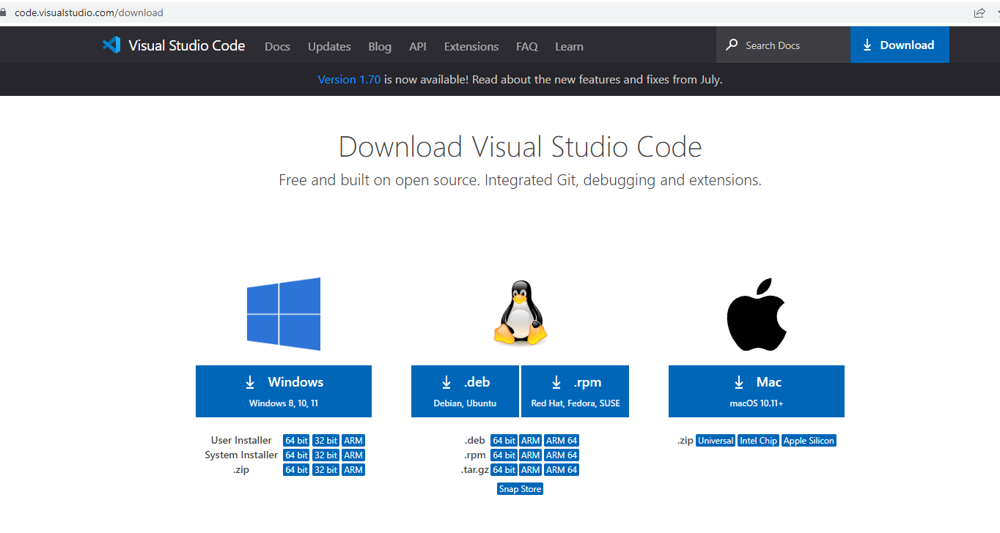 code.visualstudio.com/download
Visual Studio Code Docs Updates Blog API Extensions FAQ Learn Search Docs Download
Version 1.70 is now available! Read about the new features and fixes from July.
Download Visual Studio Code
Free and built on open source. Integrated Git, debugging and extensions.
Windows .deb .rpm Mac
Windows 8, 10, 11 Debian, Ubuntu Red Hat, Fedora, SUSE macOS 10.11+
User Installer 64 bit 32 bit ARM .deb 64 bit ARM ARM 64 .zip Universal Intel Chip Apple Silicon
System Installer 64 bit 32 bit ARM .rpm 64 bit ARM ARM 64
.zip 64 bit 32 bit ARM .tar.gz 64 bit ARM ARM 64
Snap Store